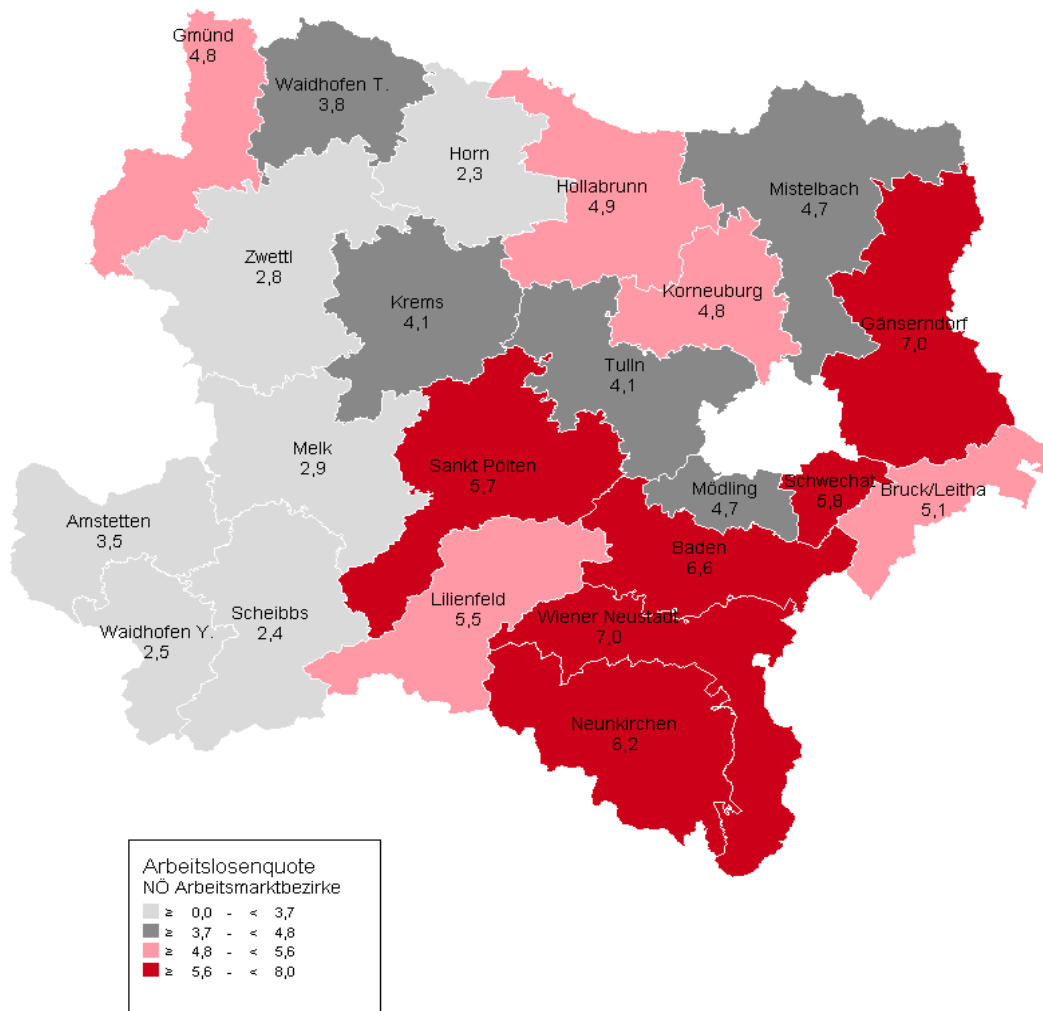 Gmünd
4,8
Waidhofen T.
3,8
Horn
2,3
Hollabrunn
4,9
Mistelbach
4,7
Zwettl
2,8
Krems
4,1
Korneuburg
4,8
Gänserndorf
7,0
Tulln
4,1
Melk
2,9
Sankt Pölten
5,7
Mödling
4,7
Schwechat
5,8
Bruck/Leitha
5,1
Amstetten
3,5
Baden
6,6
Scheibbs
2,4
Lilienfeld
5,5
Wiener Neustadt
7,0
Waidhofen Y.
2,5
Neunkirchen
6,2
Arbeitslosenquote
NÖ Arbeitsmarktbezirke
≥ 0,0 - < 3,7
≥ 3,7 - < 4,8
≥ 4,8 - < 5,6
≥ 5,6 - < 8,0